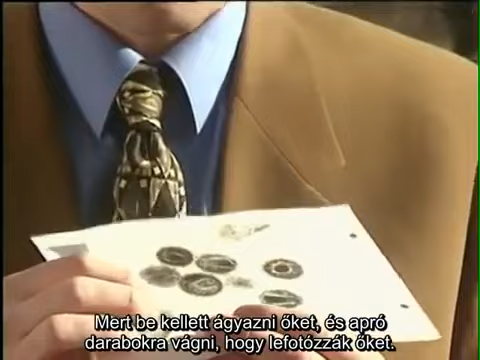 Mert be kellett ágyazni őket, és apró
darabokra vágni, hogy lefotózzák őket.